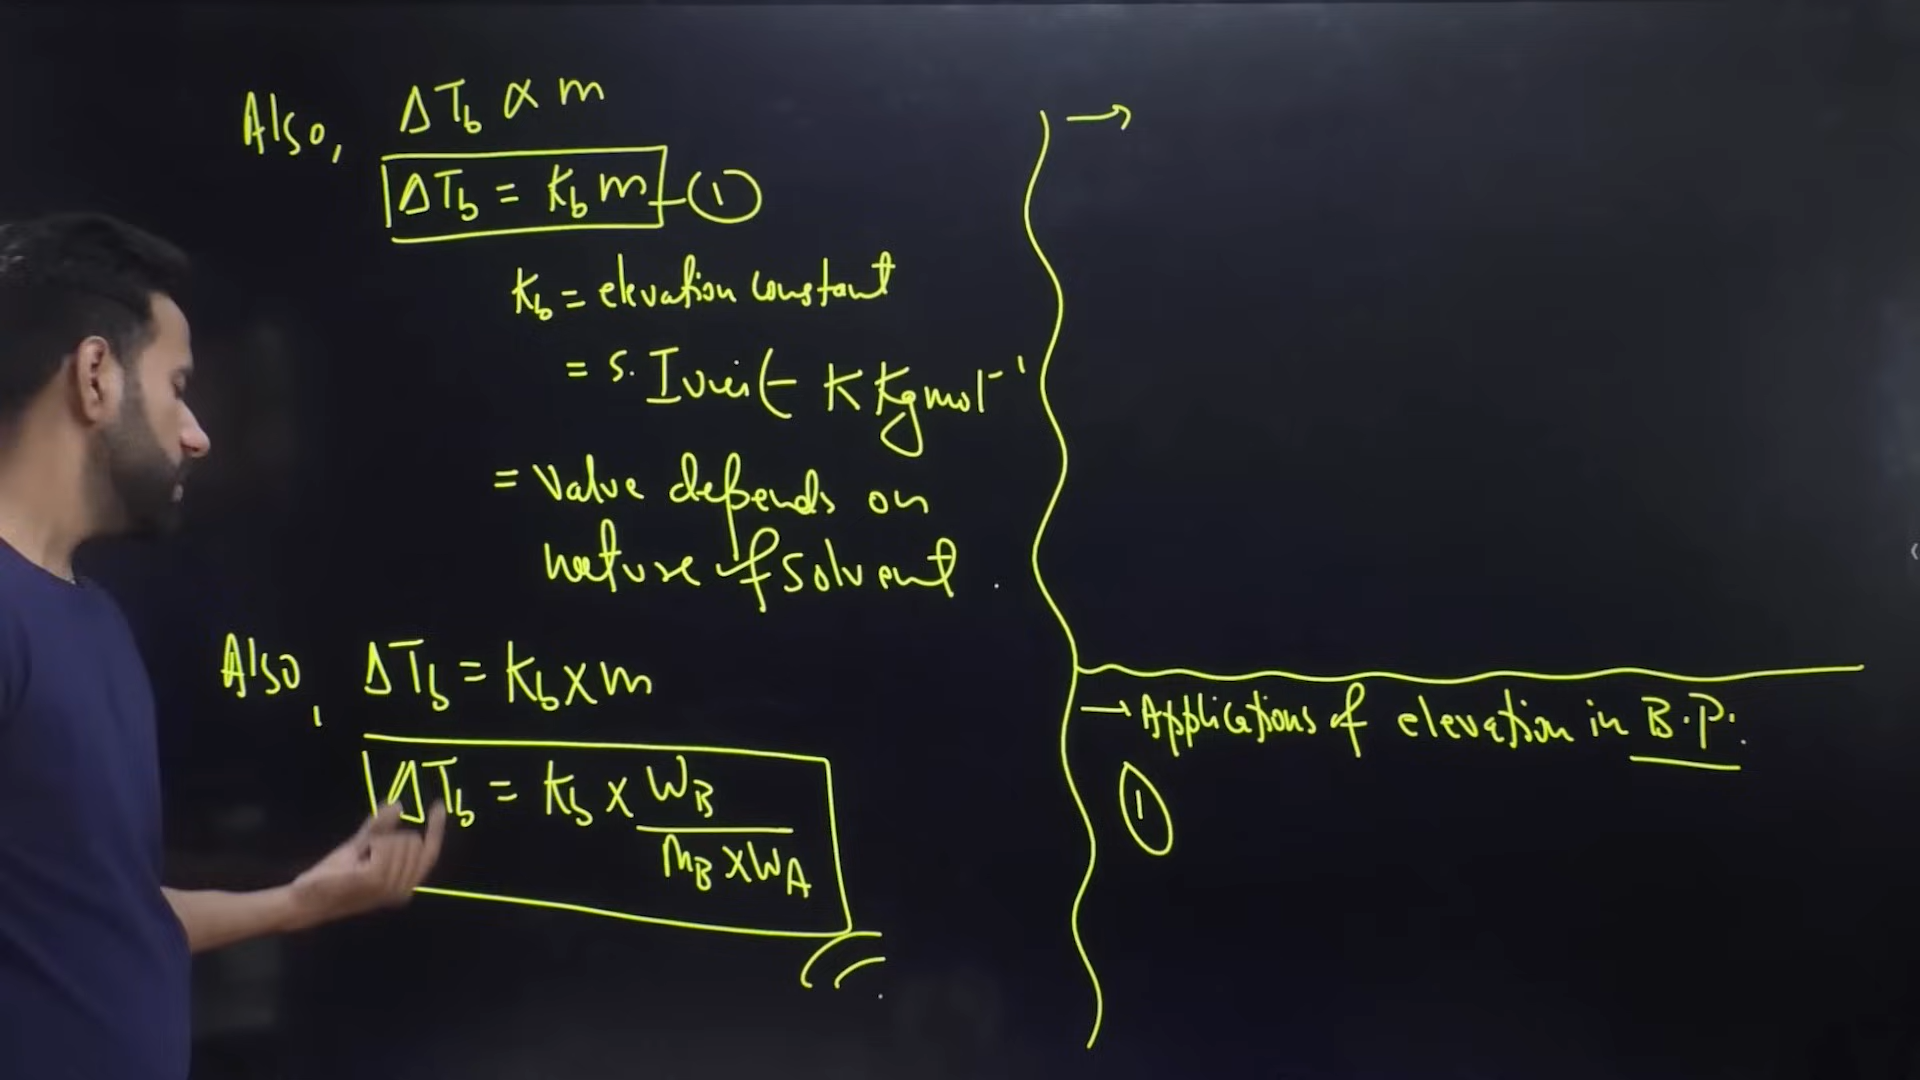 Also, ΔTb ∝ m
ΔTb = Kb m - ①
Kb = elevation constant
= S.I unit K Kg mol⁻¹
= Value depends on
nature of solvent.
Also, ΔTb = Kb x m
ΔTb = Kb x WB
MB x WA
→
→ Applications of elevation in B.P.
①